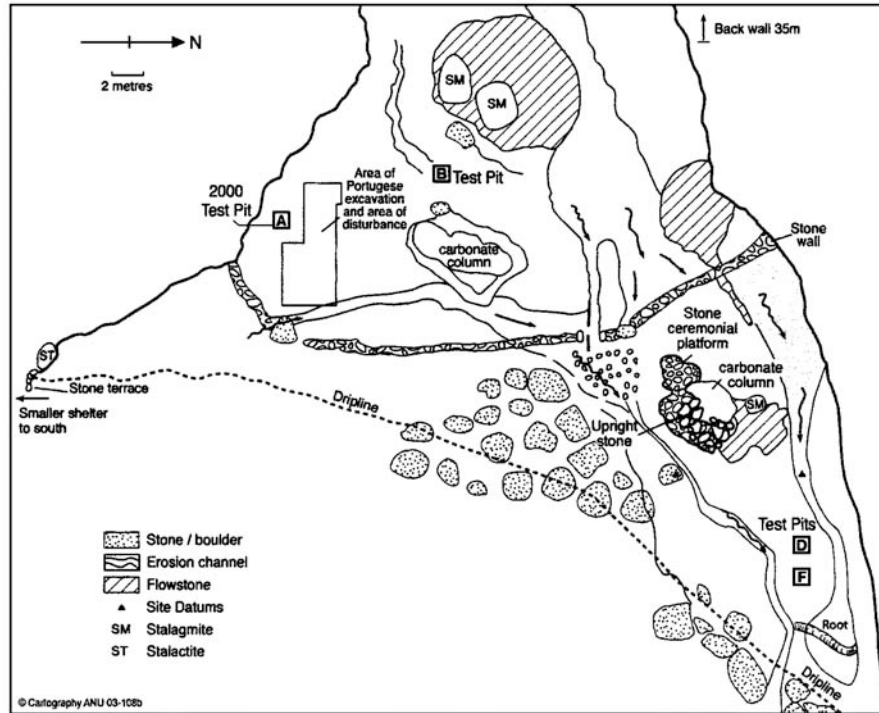 N
2 metres
Back wall 35m
SM
SM
2000
Test Pit
A
Area of
Portugese
excavation
and area of
disturbance
B
Test Pit
carbonate
column
Stone
wall
Stone
ceremonial
platform
carbonate
column
SM
Upright
stone
ST
Stone terrace
Smaller shelter
to south
Dripline
Test Pits
D
F
Root
Dripline
Stone / boulder
Erosion channel
Flowstone
Site Datums
SM Stalagmite
ST Stalactite
© Cartography ANU 03-108b